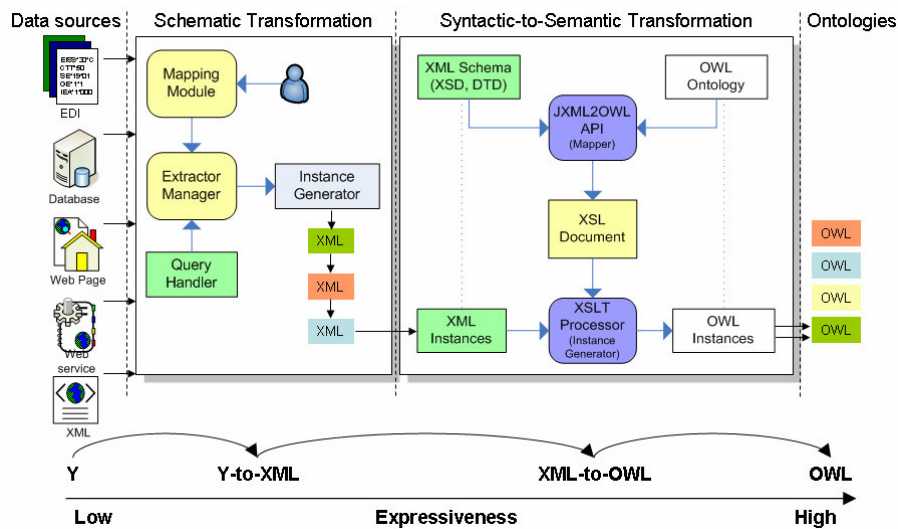 Data sources
Schematic Transformation
Syntactic-to-Semantic Transformation
Ontologies
EDI
Database
Web Page
Web
service
XML
Mapping
Module
Extractor
Manager
Query
Handler
Instance
Generator
XML
XML
XML
XML Schema
(XSD, DTD)
OWL
Ontology
JXML2OWL
API
(Mapper)
XSL
Document
XML
Instances
XSLT
Processor
(Instance
Generator)
OWL
Instances
OWL
OWL
OWL
OWL
Y
Y-to-XML
XML-to-OWL
OWL
Low
Expressiveness
High